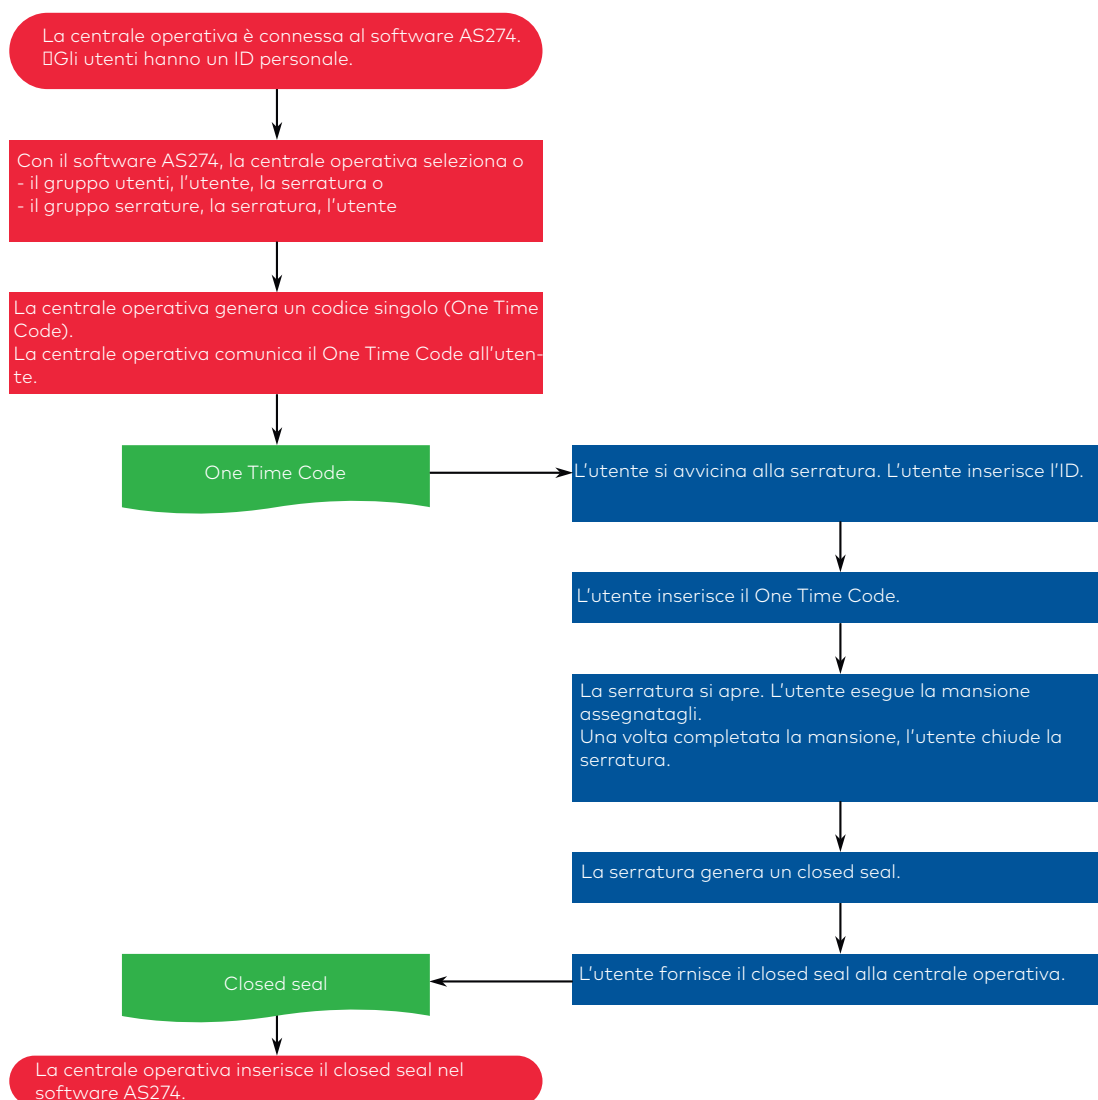 La centrale operativa è connessa al software AS274.
Gli utenti hanno un ID personale.
Con il software AS274, la centrale operativa seleziona o
- il gruppo utenti, l'utente, la serratura o
- il gruppo serrature, la serratura, l'utente
La centrale operativa genera un codice singolo (One Time
Code).
La centrale operativa comunica il One Time Code all'uten-
te.
One Time Code
L'utente si avvicina alla serratura. L'utente inserisce l'ID.
L'utente inserisce il One Time Code.
La serratura si apre. L'utente esegue la mansione
assegnatagli.
Una volta completata la mansione, l'utente chiude la
serratura.
La serratura genera un closed seal.
L'utente fornisce il closed seal alla centrale operativa.
Closed seal
La centrale operativa inserisce il closed seal nel
software AS274.